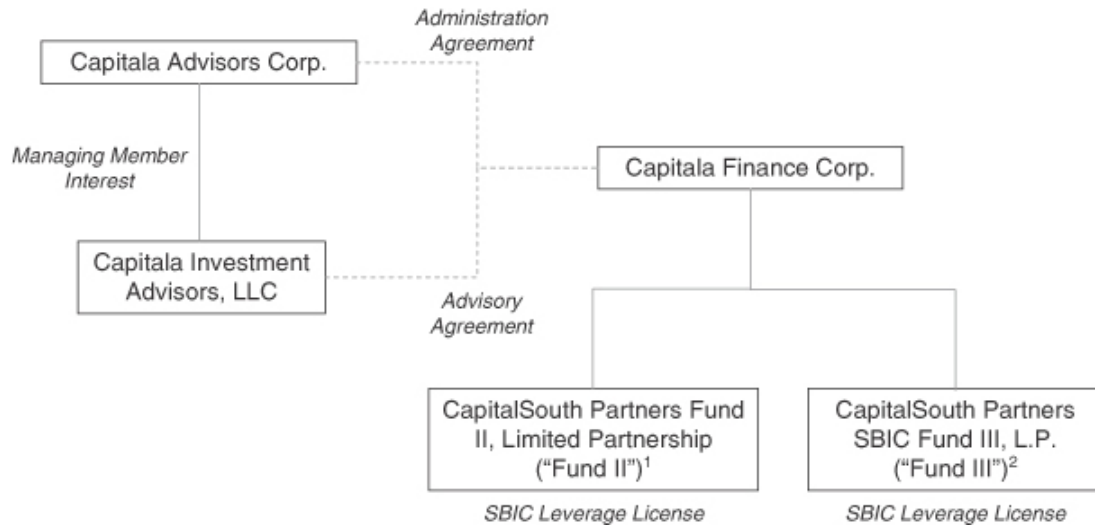 Administration
Agreement
Capitala Advisors Corp.
Managing Member
Interest
Capitala Finance Corp.
Capitala Investment
Advisors, LLC
Advisory
Agreement
CapitalSouth Partners Fund
II, Limited Partnership
(“Fund II”)¹
SBIC Leverage License
CapitalSouth Partners
SBIC Fund III, L.P.
(“Fund III”)²
SBIC Leverage License